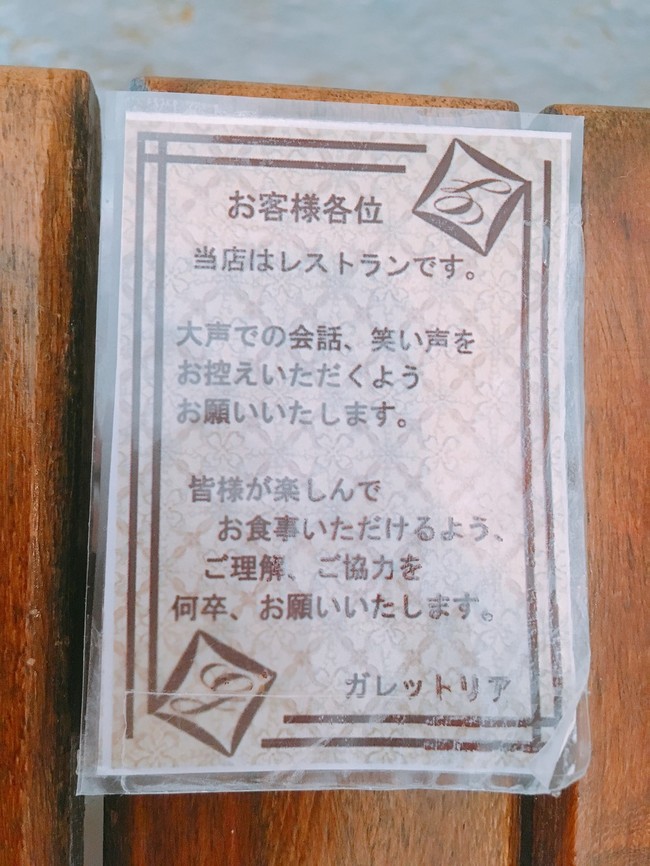 お客様各位
当店はレストランです。
大声での会話、笑い声を
お控えいただくよう
お願いいたします。
皆様が楽しんで
お食事いただけるよう、
ご理解、ご協力を
何卒、お願いいたします。
ガレットリア